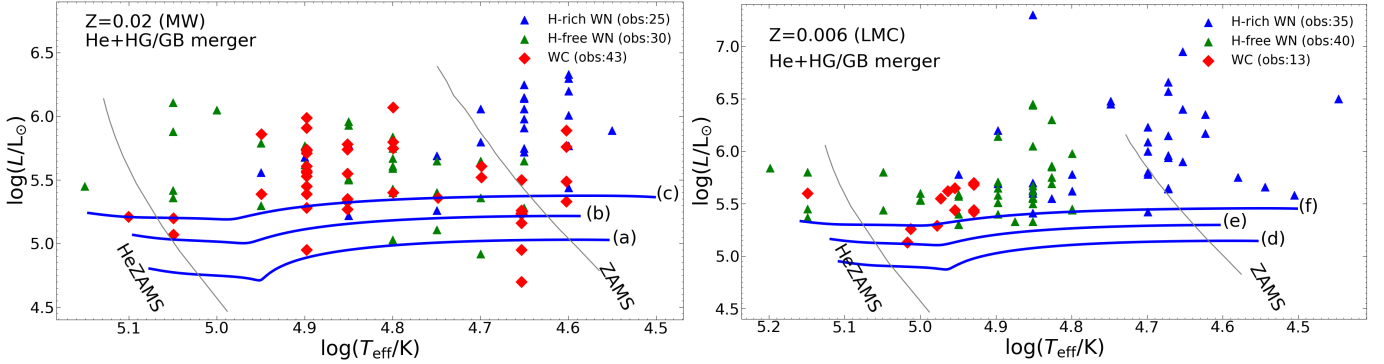 Z=0.02 (MW)
He+HG/GB merger
H-rich WN (obs:25)
H-free WN (obs:30)
WC (obs:43)
6.5
6.0
5.5
5.0
4.5
log(L/L☉)
(c)
(b)
(a)
HeZAMS
ZAMS
5.1 5.0 4.9 4.8 4.7 4.6 4.5
log(Teff/K)
Z=0.006 (LMC)
He+HG/GB merger
H-rich WN (obs:35)
H-free WN (obs:40)
WC (obs:13)
7.0
6.5
6.0
5.5
5.0
4.5
log(L/L☉)
(f)
(e)
(d)
HeZAMS
ZAMS
5.2 5.1 5.0 4.9 4.8 4.7 4.6 4.5
log(Teff/K)